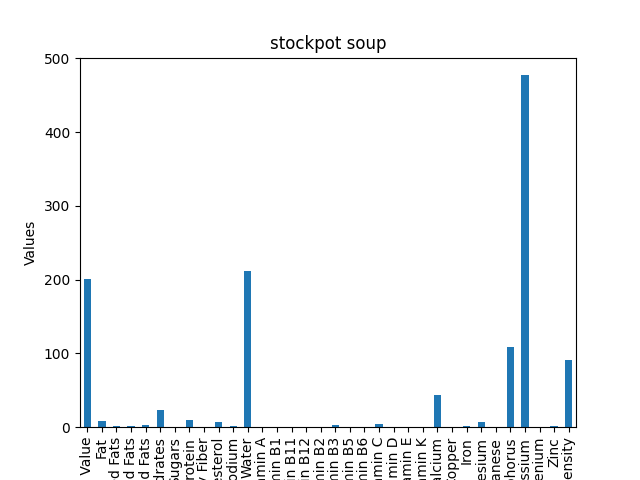 stockpot soup
500
400
300
200
100
0
Values
Value
Fat
d Fats
d Fats
d Fats
drates
Sugars
rotein
Fiber
esterol
odium
Water
min A
min B1
in B11
in B12
min B2
min B3
min B5
min B6
min C
min D
min E
min K
alcium
opper
Iron
esium
anese
horus
ssium
enium
Zinc
ensity